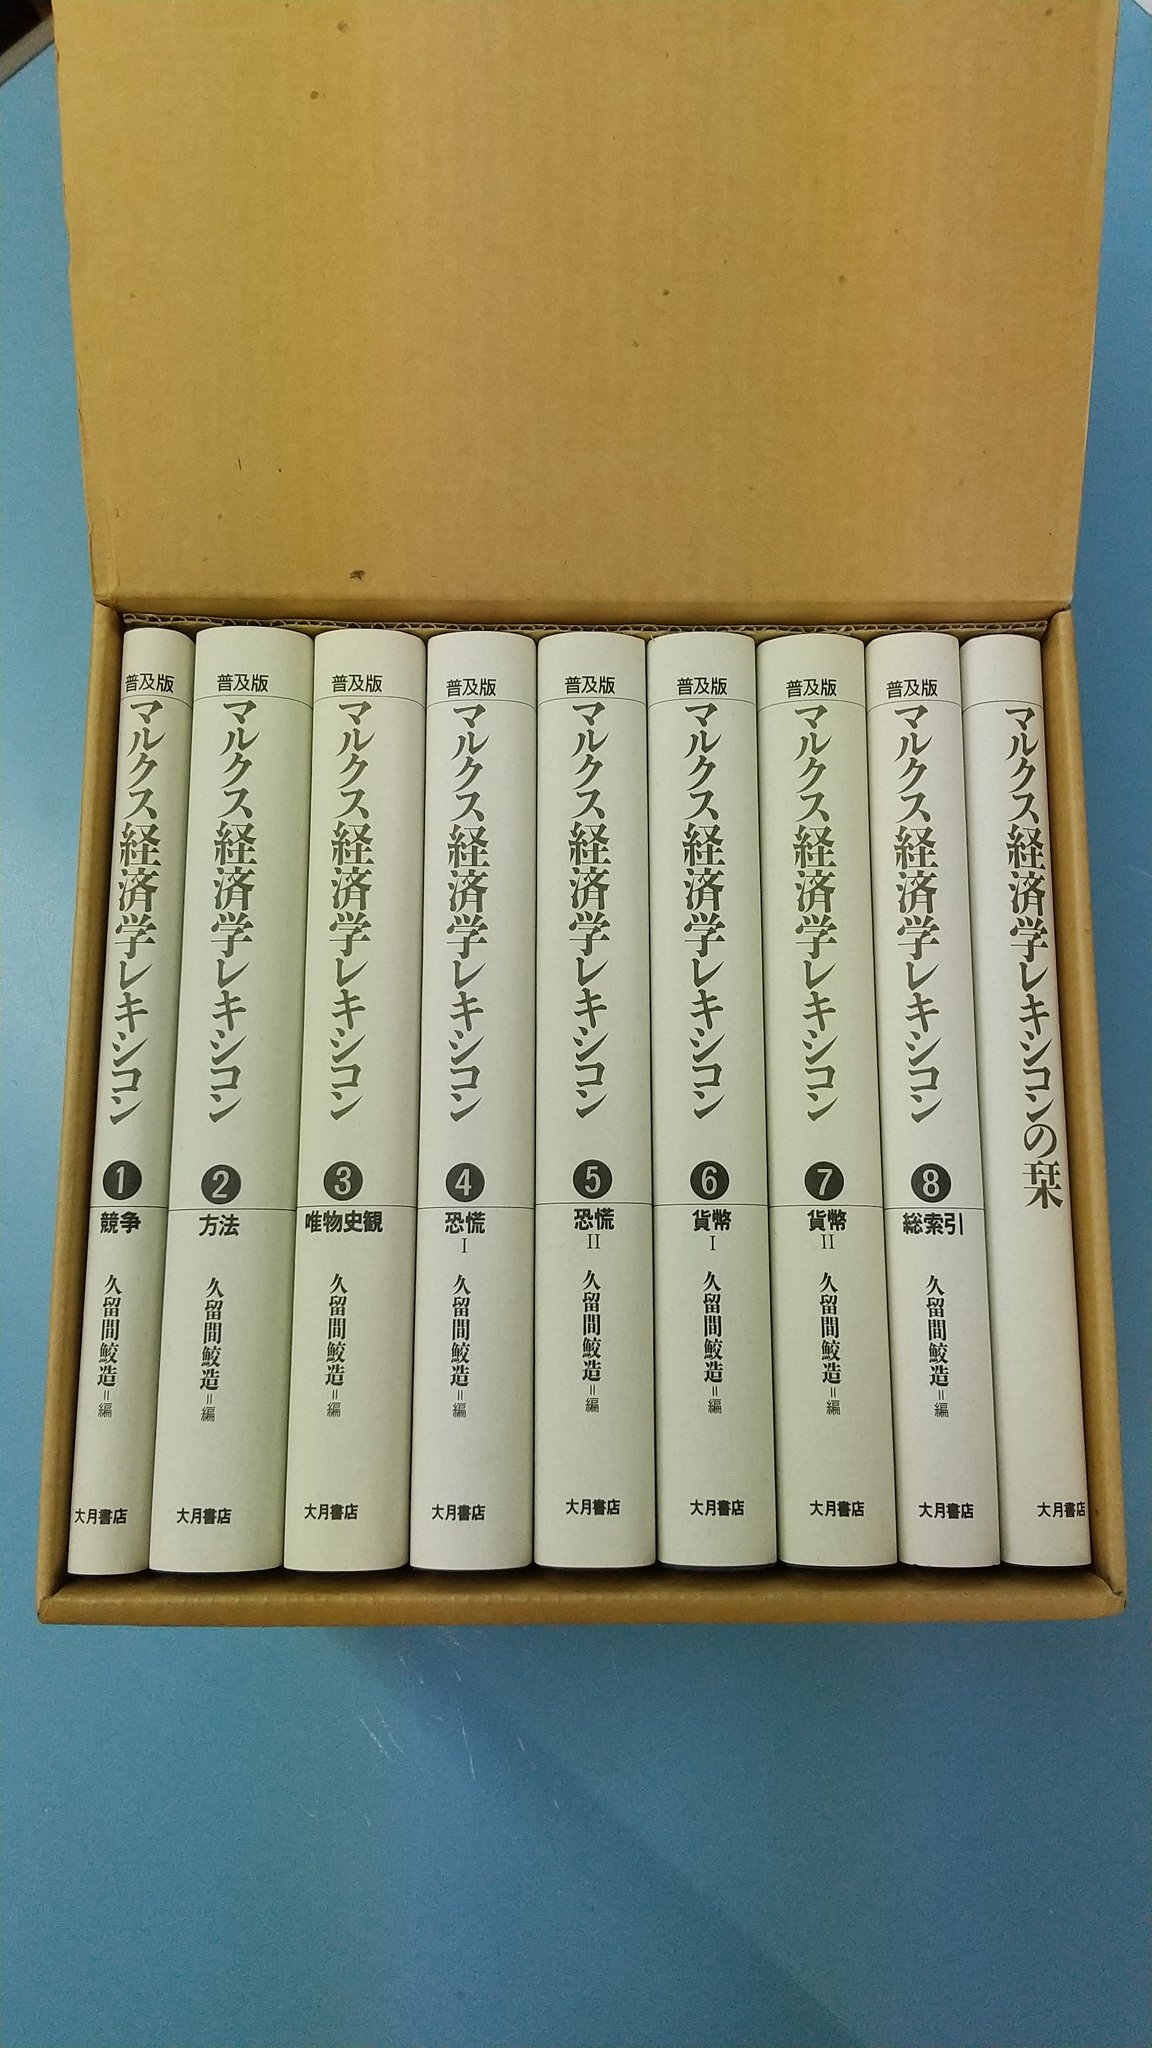 普及版
マルクス経済学レキシコン
1
競争
久留間鮫造=編
大月書店
普及版
マルクス経済学レキシコン
2
方法
久留間鮫造=編
大月書店
普及版
マルクス経済学レキシコン
3
唯物史観
久留間鮫造=編
大月書店
普及版
マルクス経済学レキシコン
4
恐慌
I
久留間鮫造=編
大月書店
普及版
マルクス経済学レキシコン
5
恐慌
II
久留間鮫造=編
大月書店
普及版
マルクス経済学レキシコン
6
貨幣
I
久留間鮫造=編
大月書店
普及版
マルクス経済学レキシコン
7
貨幣
II
久留間鮫造=編
大月書店
普及版
マルクス経済学レキシコン
8
総索引
久留間鮫造=編
大月書店
マルクス経済学レキシコンの栞
大月書店